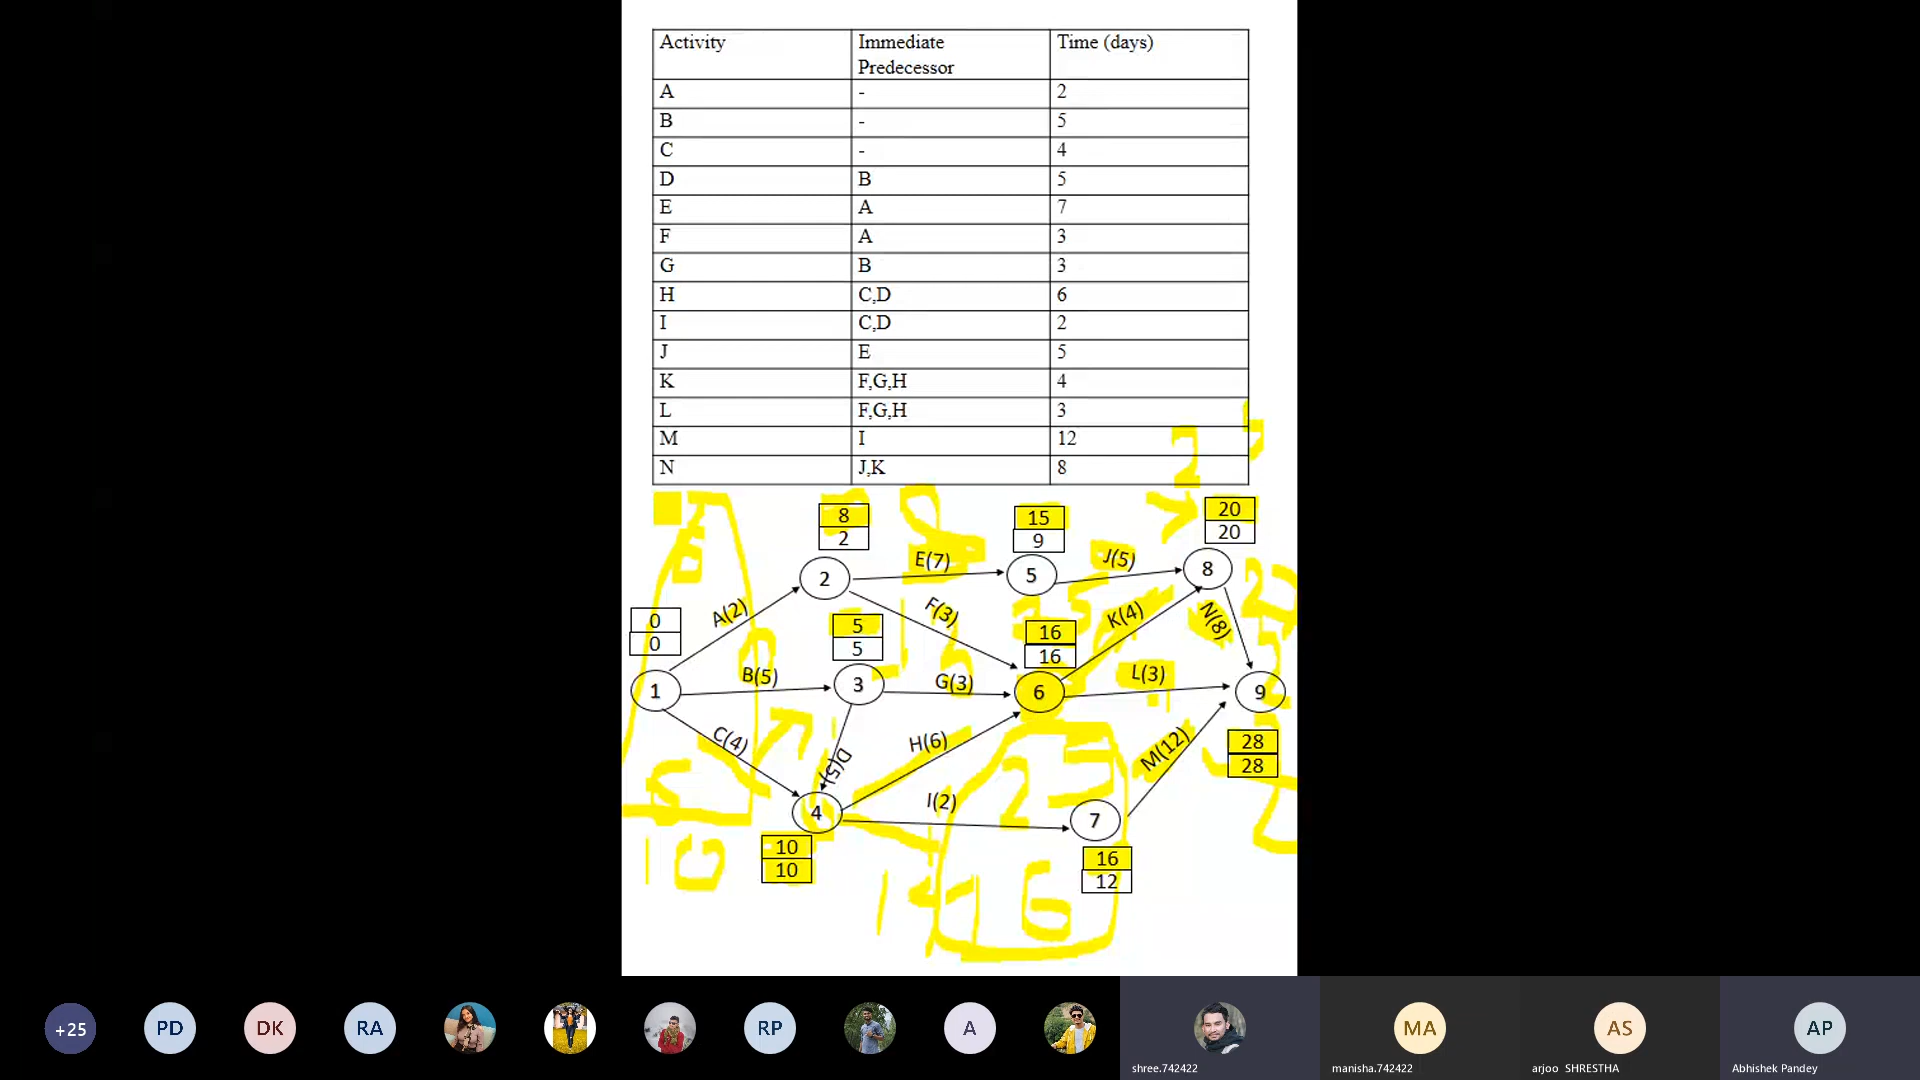 Activity Immediate Predecessor Time (days)
A - 2
B - 5
C - 4
D B 5
E A 7
F A 3
G B 3
H C,D 6
I C,D 2
J E 5
K F,G,H 4
L F,G,H 3
M I 12
N J,K 8
2
8
2
15
9
20
20
E(7)
J(5)
2
5
8
A(2)
F(3)
K(4)
N(8)
0
0
5
5
16
16
B(5)
G(3)
L(3)
1
3
6
9
C(4)
D(5)
H(6)
M(12)
28
28
I(2)
4
7
10
10
16
12
10
14
16
+25
PD
DK
RA
RP
A
MA
AS
AP
shree.742422
manisha.742422
arjoo SHRESTHA
Abhishek Pandey